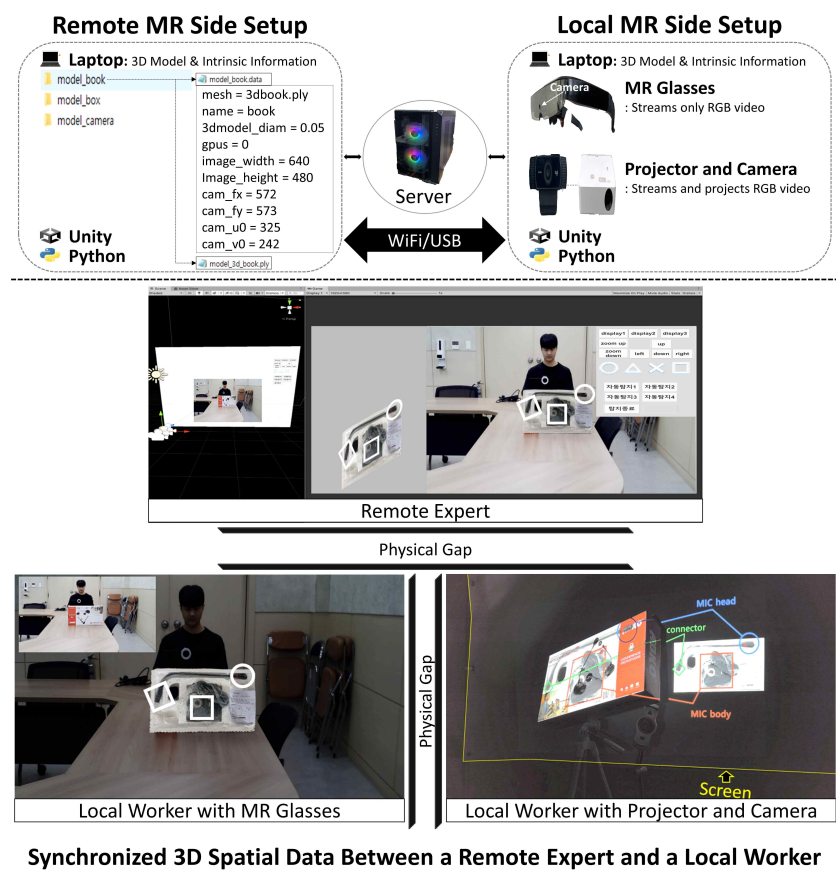 Remote MR Side Setup
Local MR Side Setup
Laptop: 3D Model & Intrinsic Information
model_book
model_box
model_camera
model_book.data
mesh = 3dbook.ply
name = book
3dmodel_diam = 0.05
gpus = 0
image_width = 640
Image_height = 480
cam_fx = 572
cam_fy = 573
cam_u0 = 325
cam_v0 = 242
model_3d_book.ply
Unity
Python
Server
WiFi/USB
Laptop: 3D Model & Intrinsic Information
Camera
MR Glasses
: Streams only RGB video
Projector and Camera
: Streams and projects RGB video
Unity
Python
display1 display2 display3
zoom up up
zoom down left down right
자동탐지1 자동탐지2
자동탐지3 자동탐지4
탐지종료
Remote Expert
Physical Gap
Physical Gap
MIC head
connector
MIC body
Screen
Local Worker with MR Glasses
Local Worker with Projector and Camera
Synchronized 3D Spatial Data Between a Remote Expert and a Local Worker